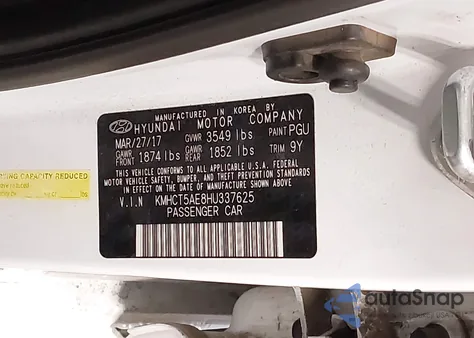 MANUFACTURED IN KOREA BY
HYUNDAI MOTOR COMPANY
MAR/27/17 GVWR 3549 lbs PAINT PGU
GAWR FRONT 1874 lbs GAWR REAR 1852 lbs TRIM 9Y
THIS VEHICLE CONFORMS TO ALL APPLICABLE U.S.A. FEDERAL
MOTOR VEHICLE SAFETY, BUMPER, AND THEFT PREVENTION
STANDARDS IN EFFECT ON THE DATE OF MANUFACTURE SHOWN ABOVE.
V.I.N KMHCT5AE8HU337625
PASSENGER CAR
CAPACITY REDUCED
autoSnap